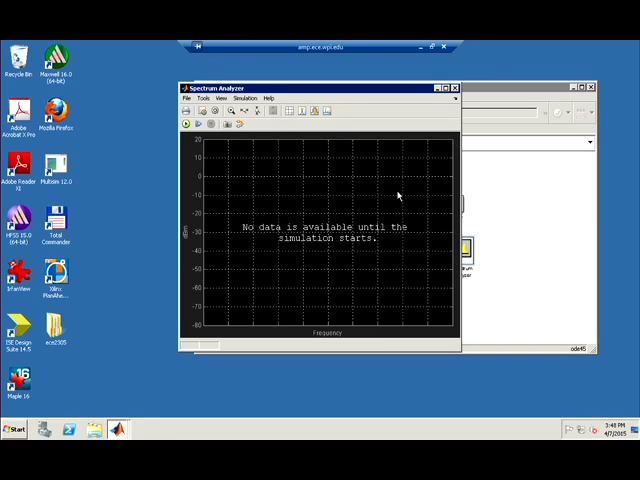 amp.ece.wpi.edu
Recycle Bin
Maxwell 16.0
(64-bit)
Adobe
Acrobat X Pro
Mozilla Firefox
Adobe Reader
XI
Multisim 12.0
HFSS 15.0
(64-bit)
Total
Commander
IrfanView
Xilinx
PlanAhe...
ISE Design
Suite 14.5
ece2305
Maple 16
Spectrum Analyzer
File Tools View Simulation Help
20
10
0
-10
-20
-30
-40
-50
-60
-70
-80
dBm
No data is available until the
simulation starts.
Frequency
ode45
Start
3:48 PM
4/7/2015